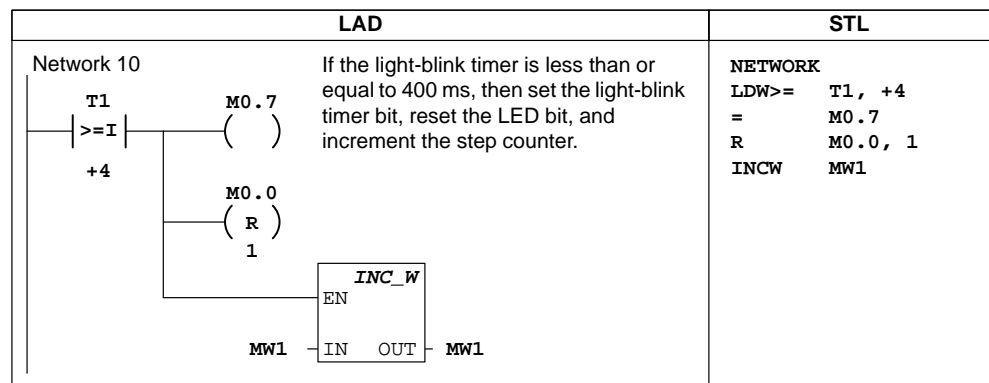 LAD
STL
Network 10
If the light-blink timer is less than or
equal to 400 ms, then set the light-blink
timer bit, reset the LED bit, and
increment the step counter.
T1
>=I
+4
M0.7
M0.0
R
1
INC_W
EN
MW1 IN OUT MW1
NETWORK
LDW>= T1, +4
= M0.7
R M0.0, 1
INCW MW1